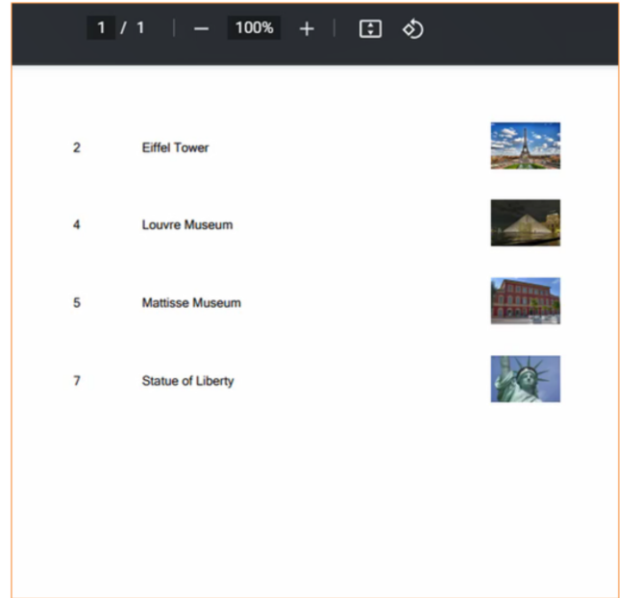 1 / 1 100%
2 Eiffel Tower
4 Louvre Museum
5 Mattisse Museum
7 Statue of Liberty